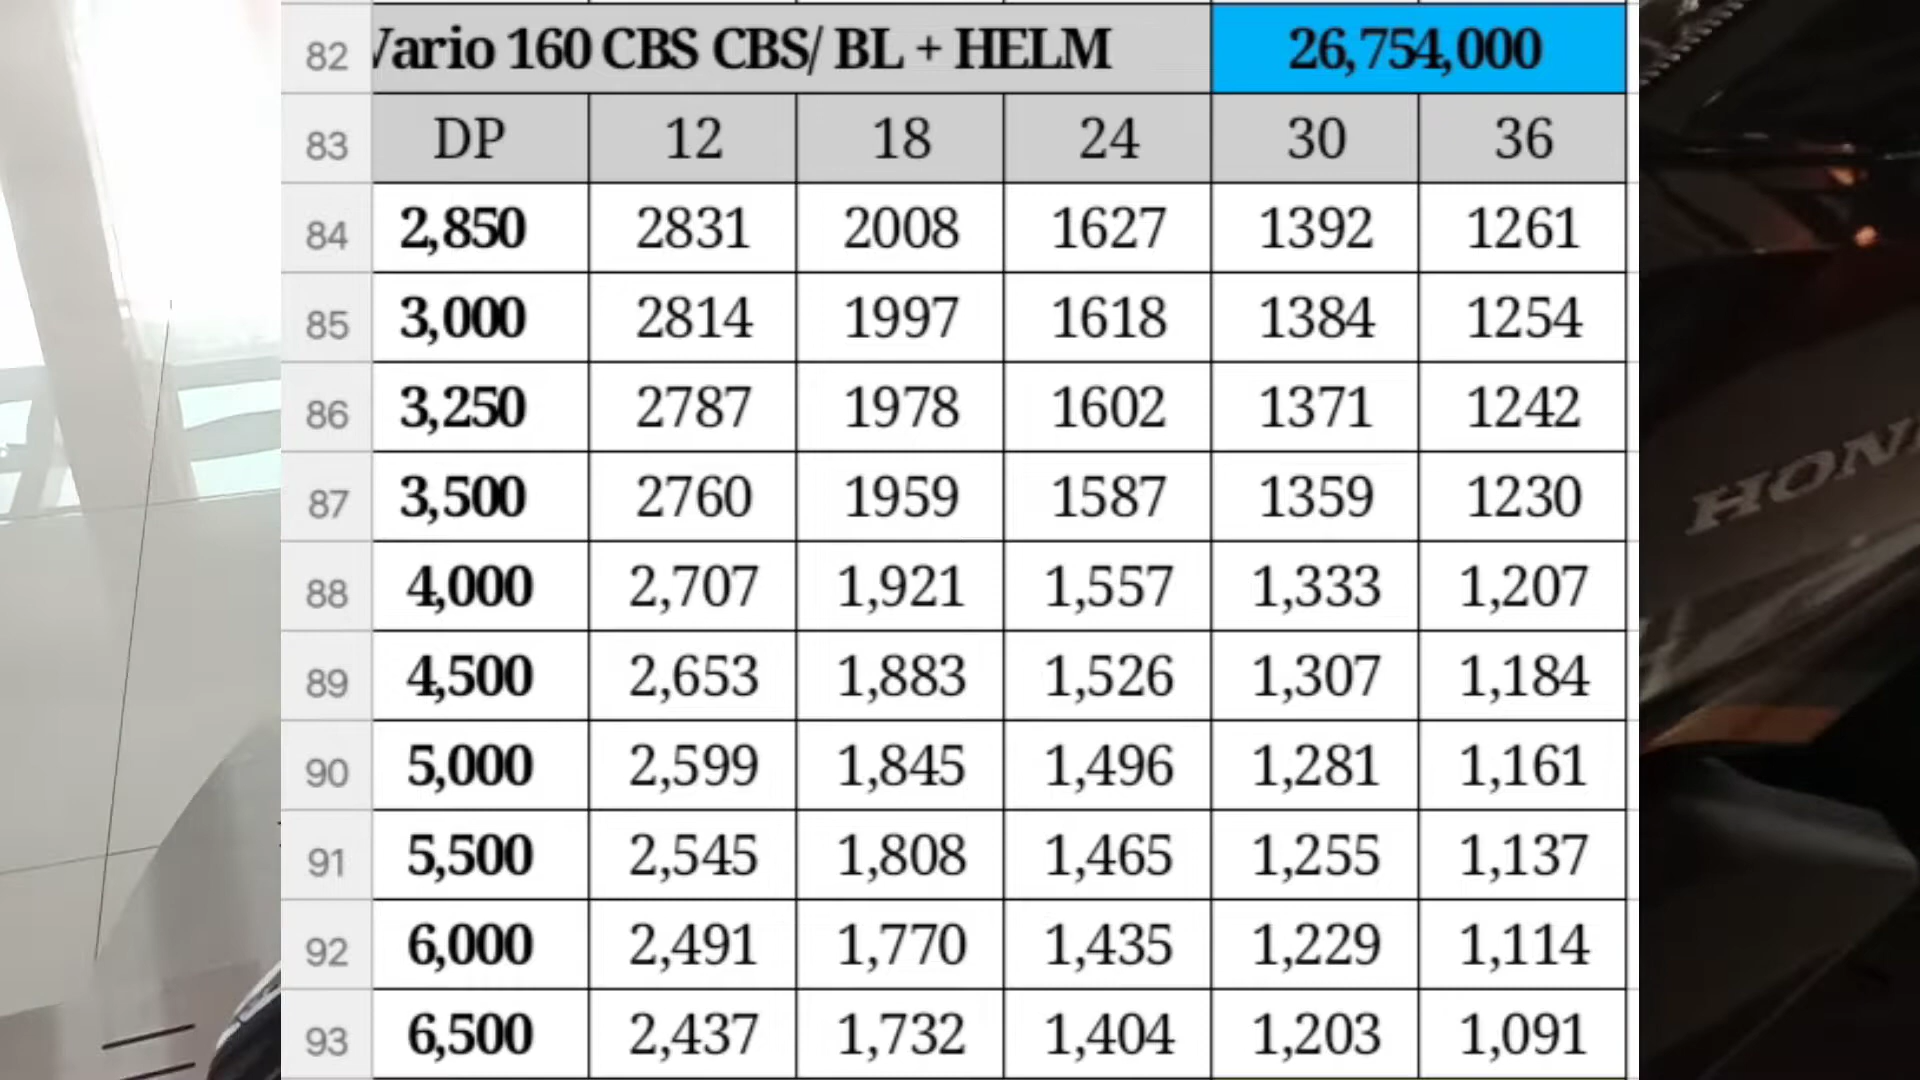 82 Vario 160 CBS CBS/ BL + HELM 26,754,000
83 DP 12 18 24 30 36
84 2,850 2831 2008 1627 1392 1261
85 3,000 2814 1997 1618 1384 1254
86 3,250 2787 1978 1602 1371 1242
87 3,500 2760 1959 1587 1359 1230
88 4,000 2,707 1,921 1,557 1,333 1,207
89 4,500 2,653 1,883 1,526 1,307 1,184
90 5,000 2,599 1,845 1,496 1,281 1,161
91 5,500 2,545 1,808 1,465 1,255 1,137
92 6,000 2,491 1,770 1,435 1,229 1,114
93 6,500 2,437 1,732 1,404 1,203 1,091
HON